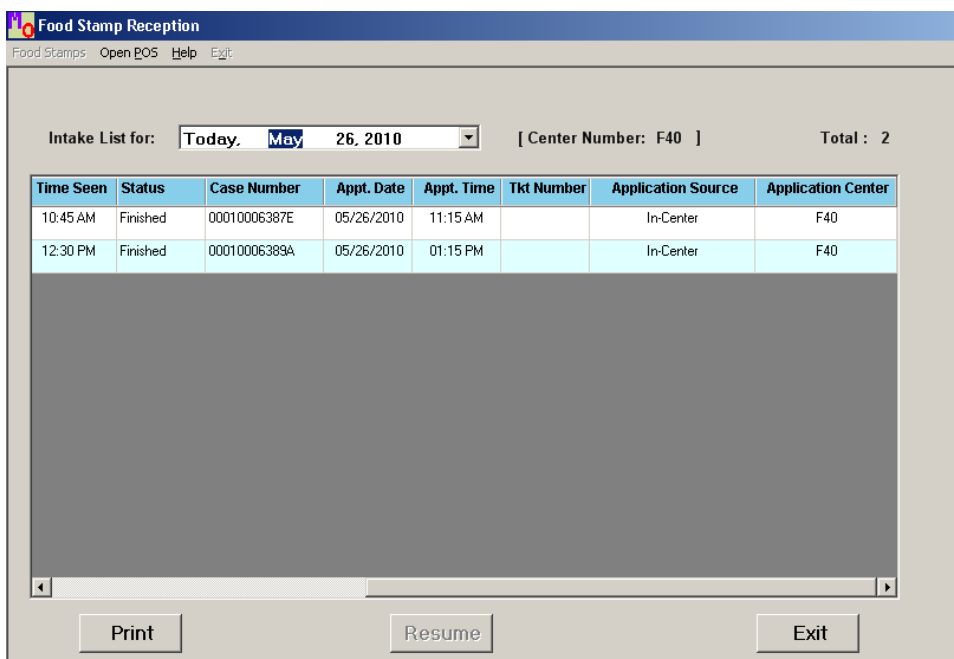 Food Stamp Reception
Food Stamps Open POS Help Exit
Intake List for: Today, May 26, 2010 [ Center Number: F40 ] Total : 2
Time Seen Status Case Number Appt. Date Appt. Time Tkt Number Application Source Application Center
10:45 AM Finished 00010006387E 05/26/2010 11:15 AM In-Center F40
12:30 PM Finished 00010006389A 05/26/2010 01:15 PM In-Center F40
Print Resume Exit